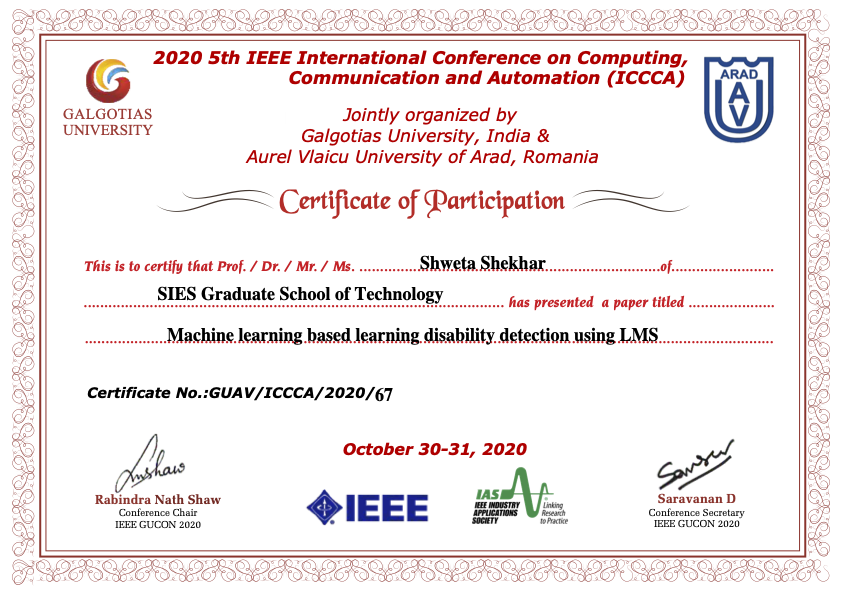 2020 5th IEEE International Conference on Computing,
Communication and Automation (ICCCA)
GALGOTIAS
UNIVERSITY
ARAD
UAV
Jointly organized by
Galgotias University, India &
Aurel Vlaicu University of Arad, Romania
Certificate of Participation
This is to certify that Prof. / Dr. / Mr. / Ms. Shweta Shekhar of
SIES Graduate School of Technology has presented a paper titled
Machine learning based learning disability detection using LMS
Certificate No.:GUAV/ICCCA/2020/67
October 30-31, 2020
Rabindra Nath Shaw
Conference Chair
IEEE GUCON 2020
IEEE
IAS
IEEE INDUSTRY
APPLICATIONS
SOCIETY
Linking
Research
to Practice
Saravanan D
Conference Secretary
IEEE GUCON 2020